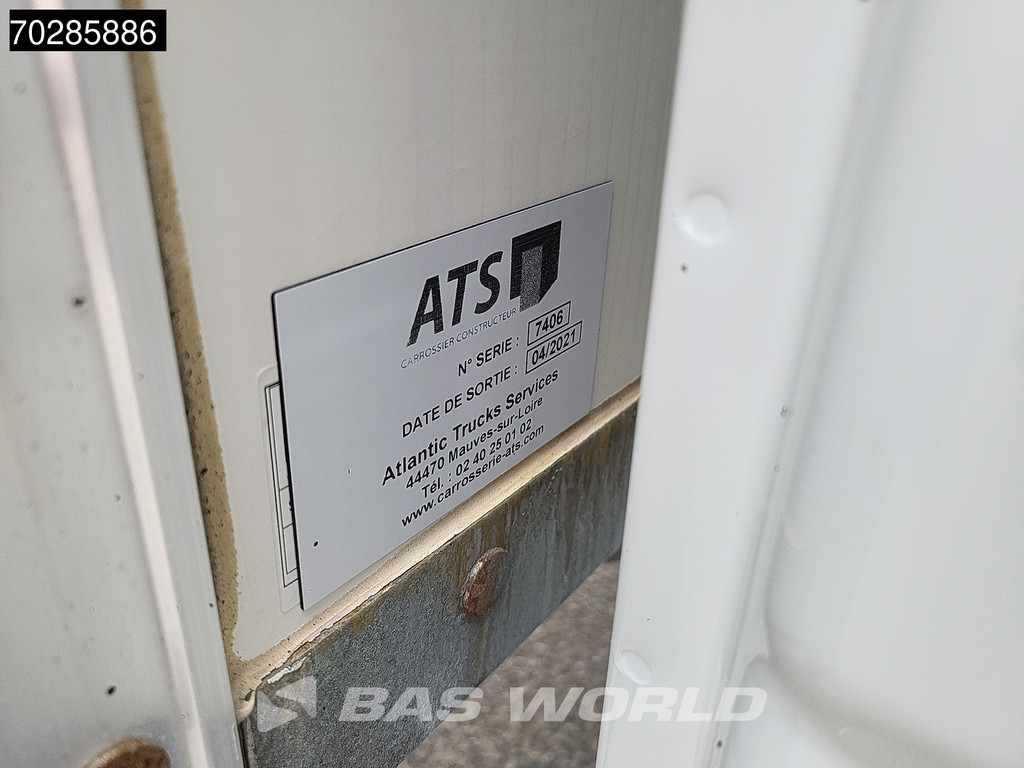 70285886
ATS
CARROSSIER CONSTRUCTEUR
N° SERIE : 7406
DATE DE SORTIE : 04/2021
Atlantic Trucks Services
44470 Mauves-sur-Loire
Tél. : 02 40 25 01 02
www.carrosserie-ats.com
BAS WORLD